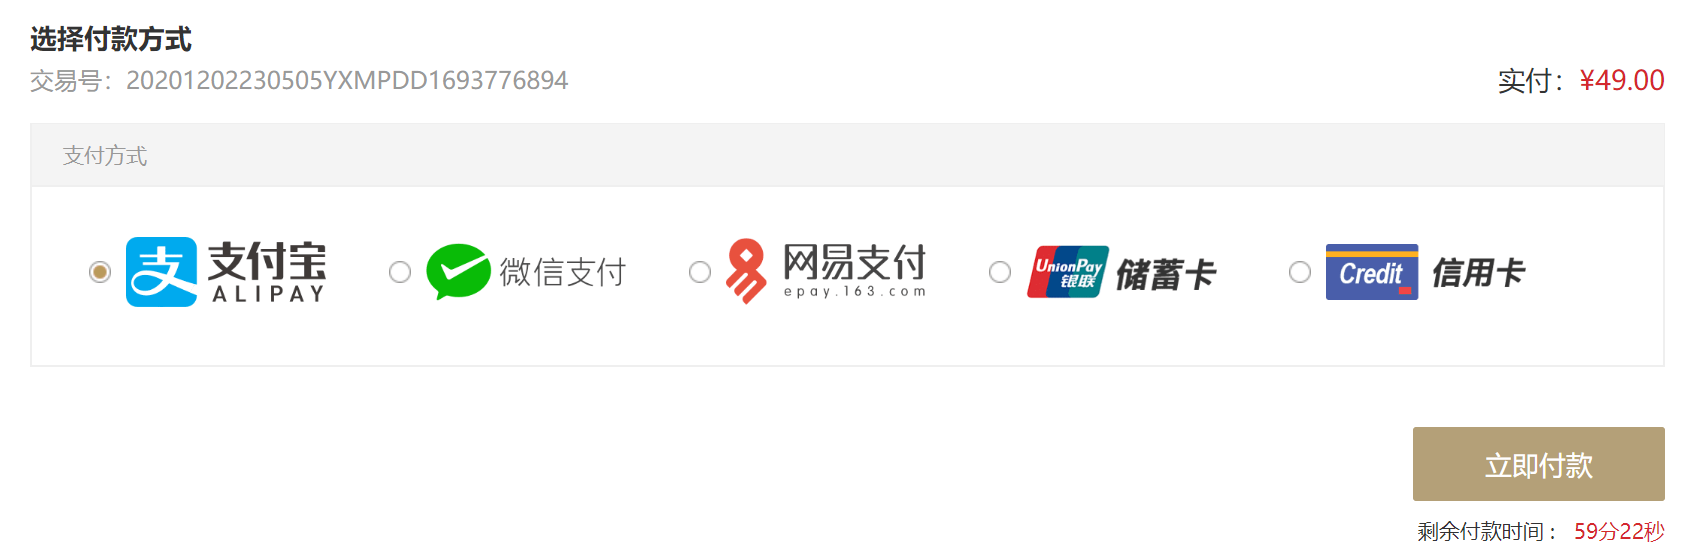 选择付款方式
交易号：20201202230505YXMPDD1693776894
实付：¥49.00
支付方式
支付宝 ALIPAY
微信支付
网易支付 epay.163.com
UnionPay 银联 储蓄卡
Credit 信用卡
立即付款
剩余付款时间：59分22秒